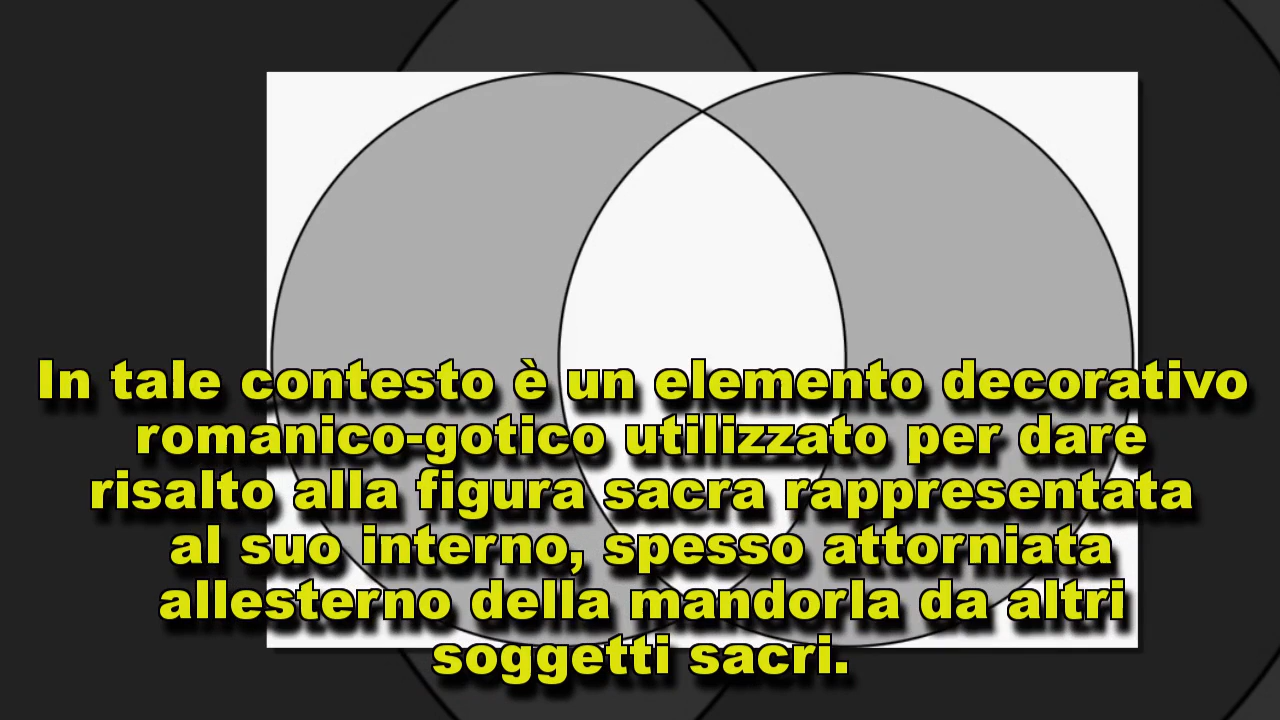 In tale contesto è un elemento decorativo
romanico-gotico utilizzato per dare
risalto alla figura sacra rappresentata
al suo interno, spesso attorniata
allesterno della mandorla da altri
soggetti sacri.